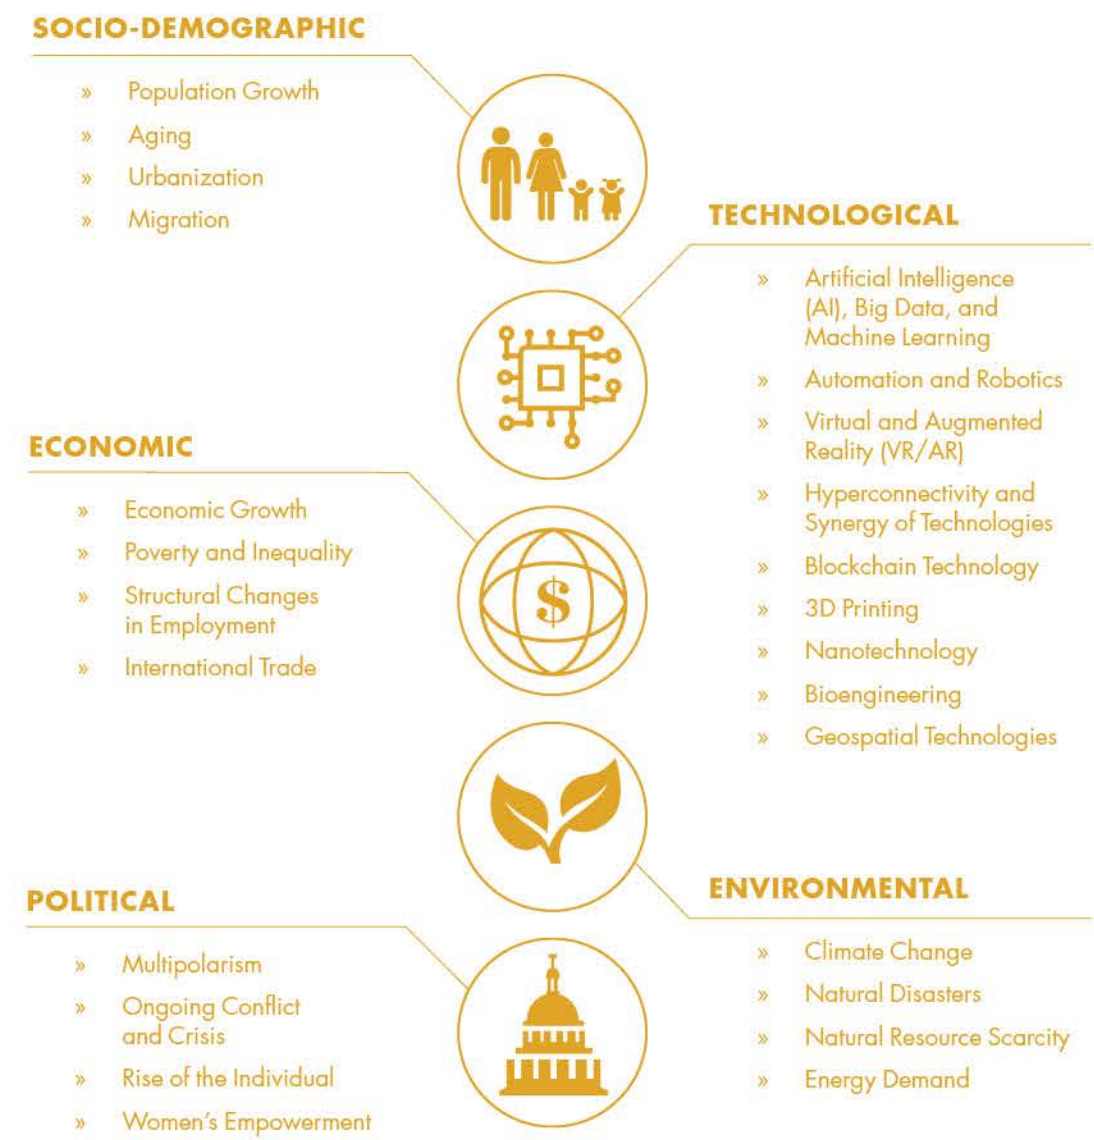 SOCIO-DEMOGRAPHIC
» Population Growth
» Aging
» Urbanization
» Migration
TECHNOLOGICAL
» Artificial Intelligence
(AI), Big Data, and
Machine Learning
» Automation and Robotics
» Virtual and Augmented
Reality (VR/AR)
» Hyperconnectivity and
Synergy of Technologies
» Blockchain Technology
» 3D Printing
» Nanotechnology
» Bioengineering
» Geospatial Technologies
ECONOMIC
» Economic Growth
» Poverty and Inequality
» Structural Changes
in Employment
» International Trade
$
ENVIRONMENTAL
» Climate Change
» Natural Disasters
» Natural Resource Scarcity
» Energy Demand
POLITICAL
» Multipolarism
» Ongoing Conflict
and Crisis
» Rise of the Individual
» Women's Empowerment